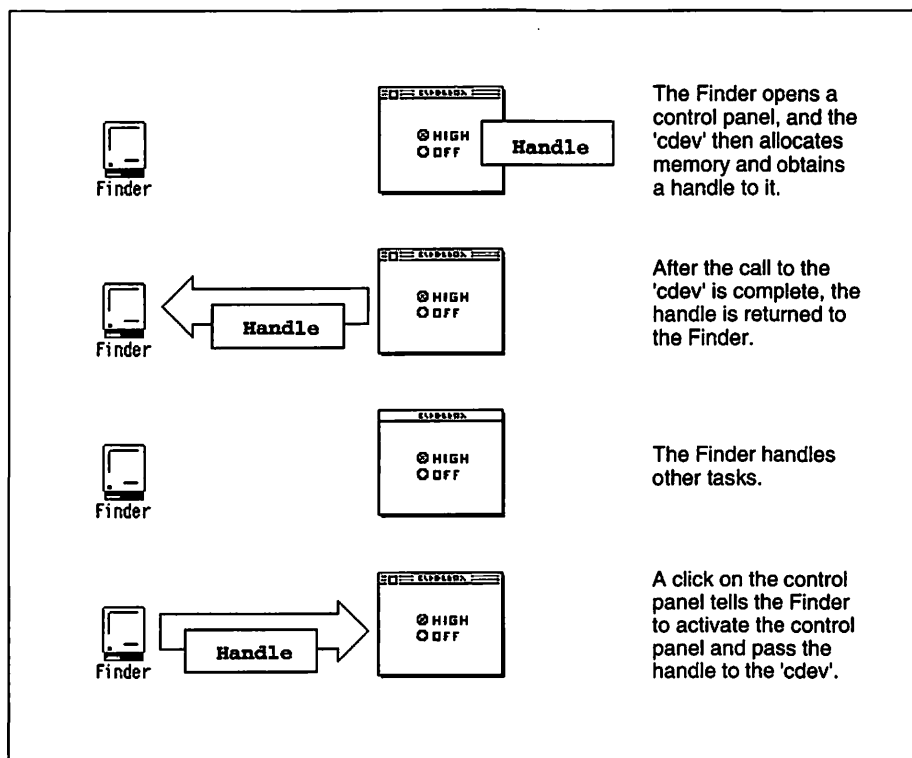 HIGH
OFF
Handle
Finder
The Finder opens a
control panel, and the
'cdev' then allocates
memory and obtains
a handle to it.
HIGH
OFF
Handle
Finder
After the call to the
'cdev' is complete, the
handle is returned to
the Finder.
HIGH
OFF
Finder
The Finder handles
other tasks.
HIGH
OFF
Handle
Finder
A click on the control
panel tells the Finder
to activate the control
panel and pass the
handle to the 'cdev'.